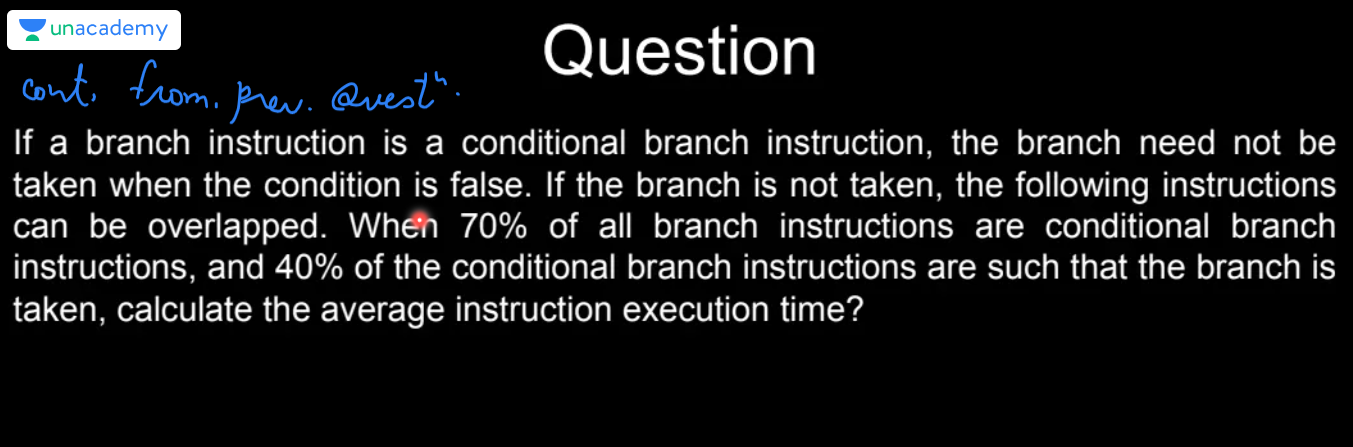 unacademy
Question
cont. from. prev. Questn.
If a branch instruction is a conditional branch instruction, the branch need not be
taken when the condition is false. If the branch is not taken, the following instructions
can be overlapped. When 70% of all branch instructions are conditional branch
instructions, and 40% of the conditional branch instructions are such that the branch is
taken, calculate the average instruction execution time?